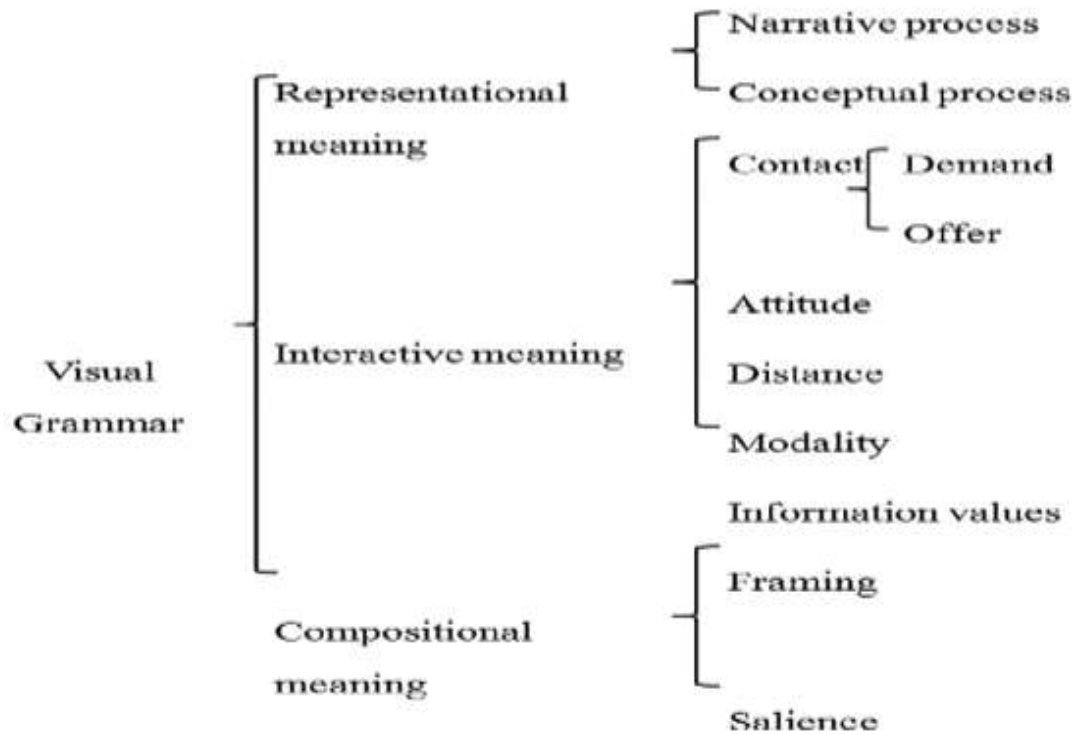 Visual
Grammar
Representational
meaning
Narrative process
Conceptual process
Interactive meaning
Contact
Demand
Offer
Attitude
Distance
Modality
Compositional
meaning
Information values
Framing
Salience